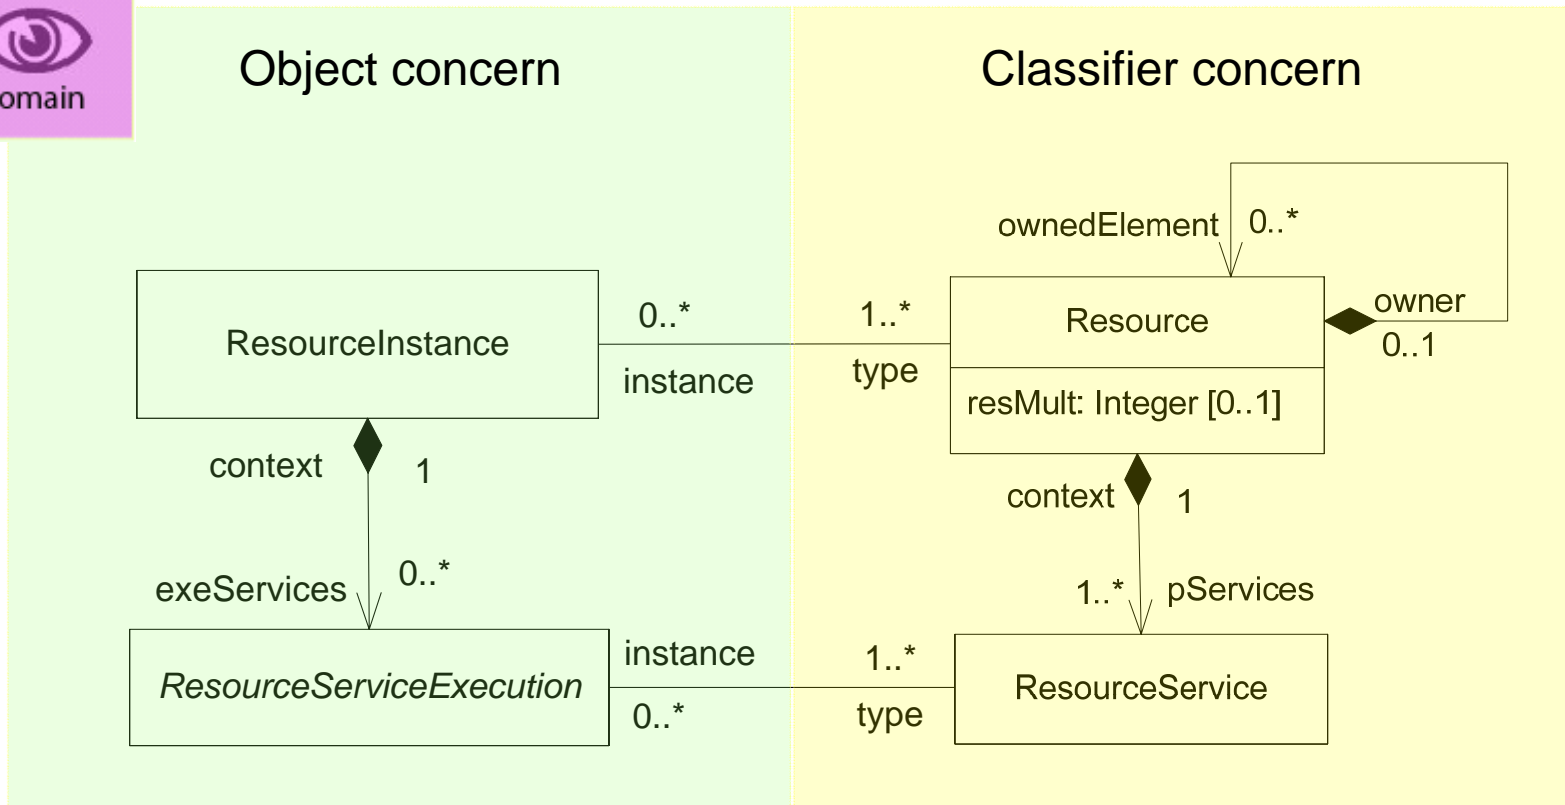 omain
Object concern
Classifier concern
ownedElement
0..*
owner
0..1
ResourceInstance
0..*
instance
1..*
type
Resource
resMult: Integer [0..1]
context
1
context
1
exeServices
0..*
1..*
pServices
ResourceServiceExecution
instance
0..*
1..*
type
ResourceService